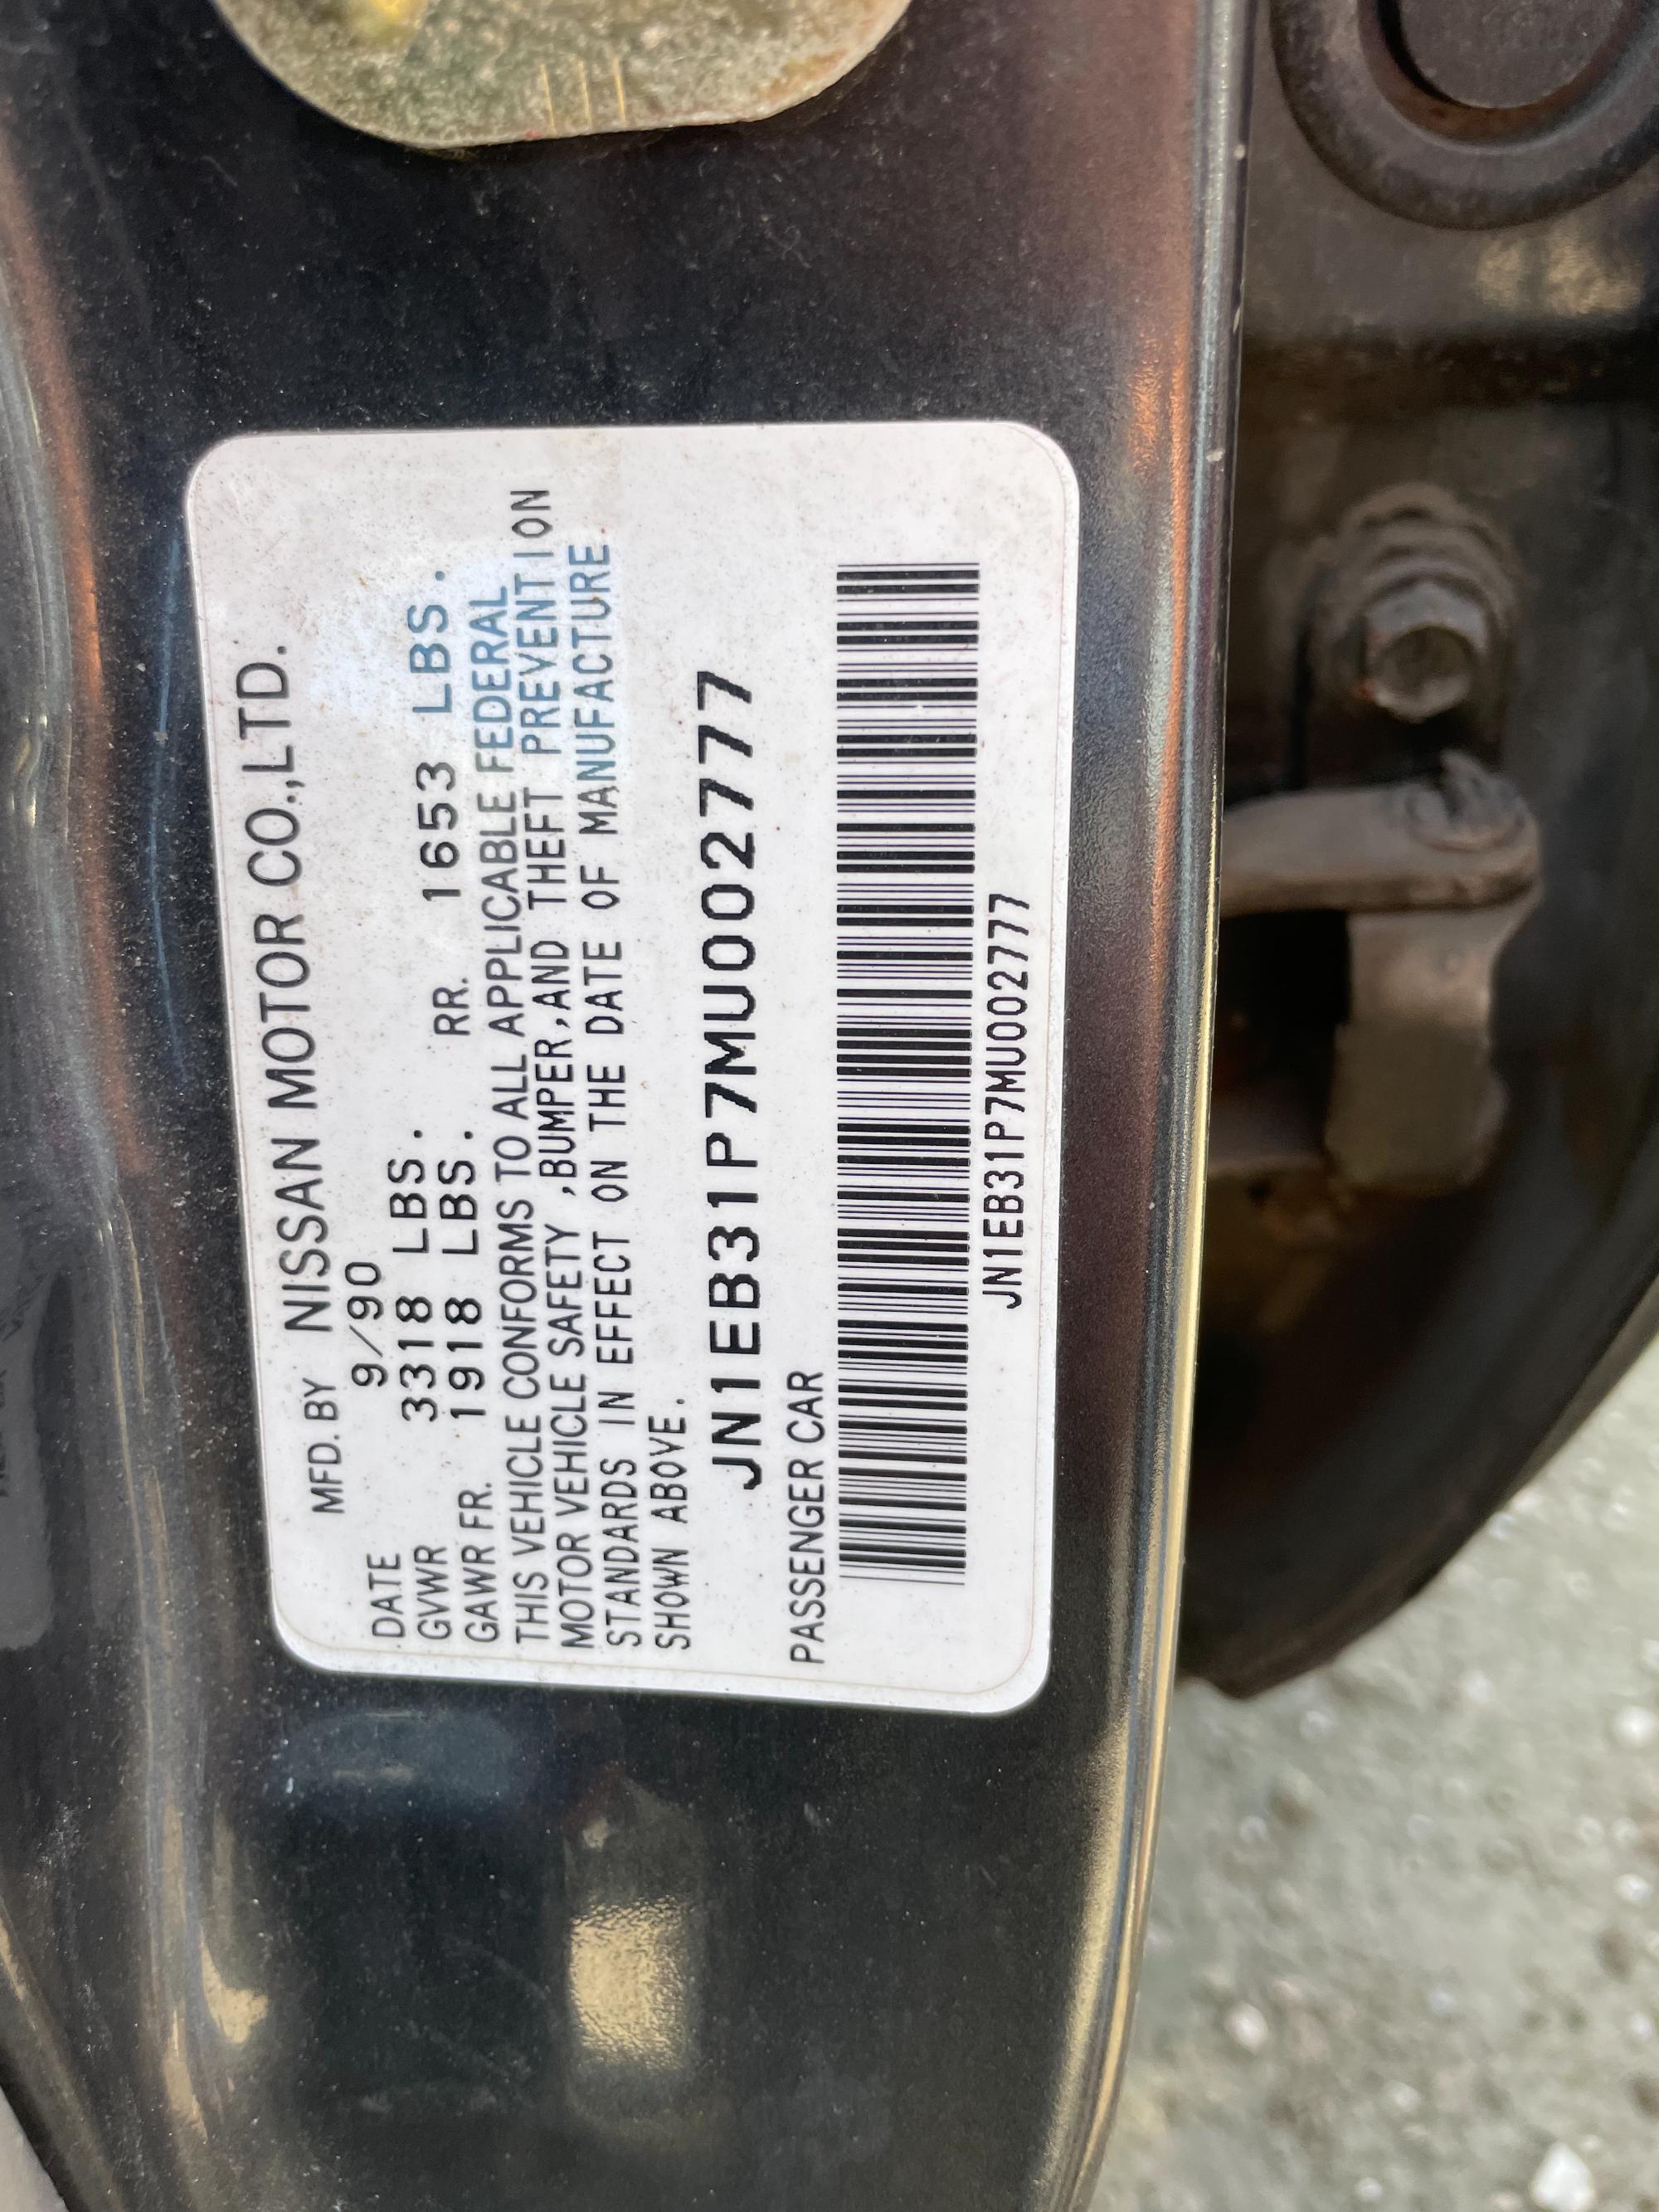 MFD. BY NISSAN MOTOR CO.,LTD.
DATE 9/90
GVWR 3318 LBS.
GAWR FR. 1918 LBS. RR. 1653 LBS.
THIS VEHICLE CONFORMS TO ALL APPLICABLE FEDERAL
MOTOR VEHICLE SAFETY ,BUMPER,AND THEFT PREVENTION
STANDARDS IN EFFECT ON THE DATE OF MANUFACTURE
SHOWN ABOVE.
JN1EB31P7MU002777
PASSENGER CAR
JN1EB31P7MU002777